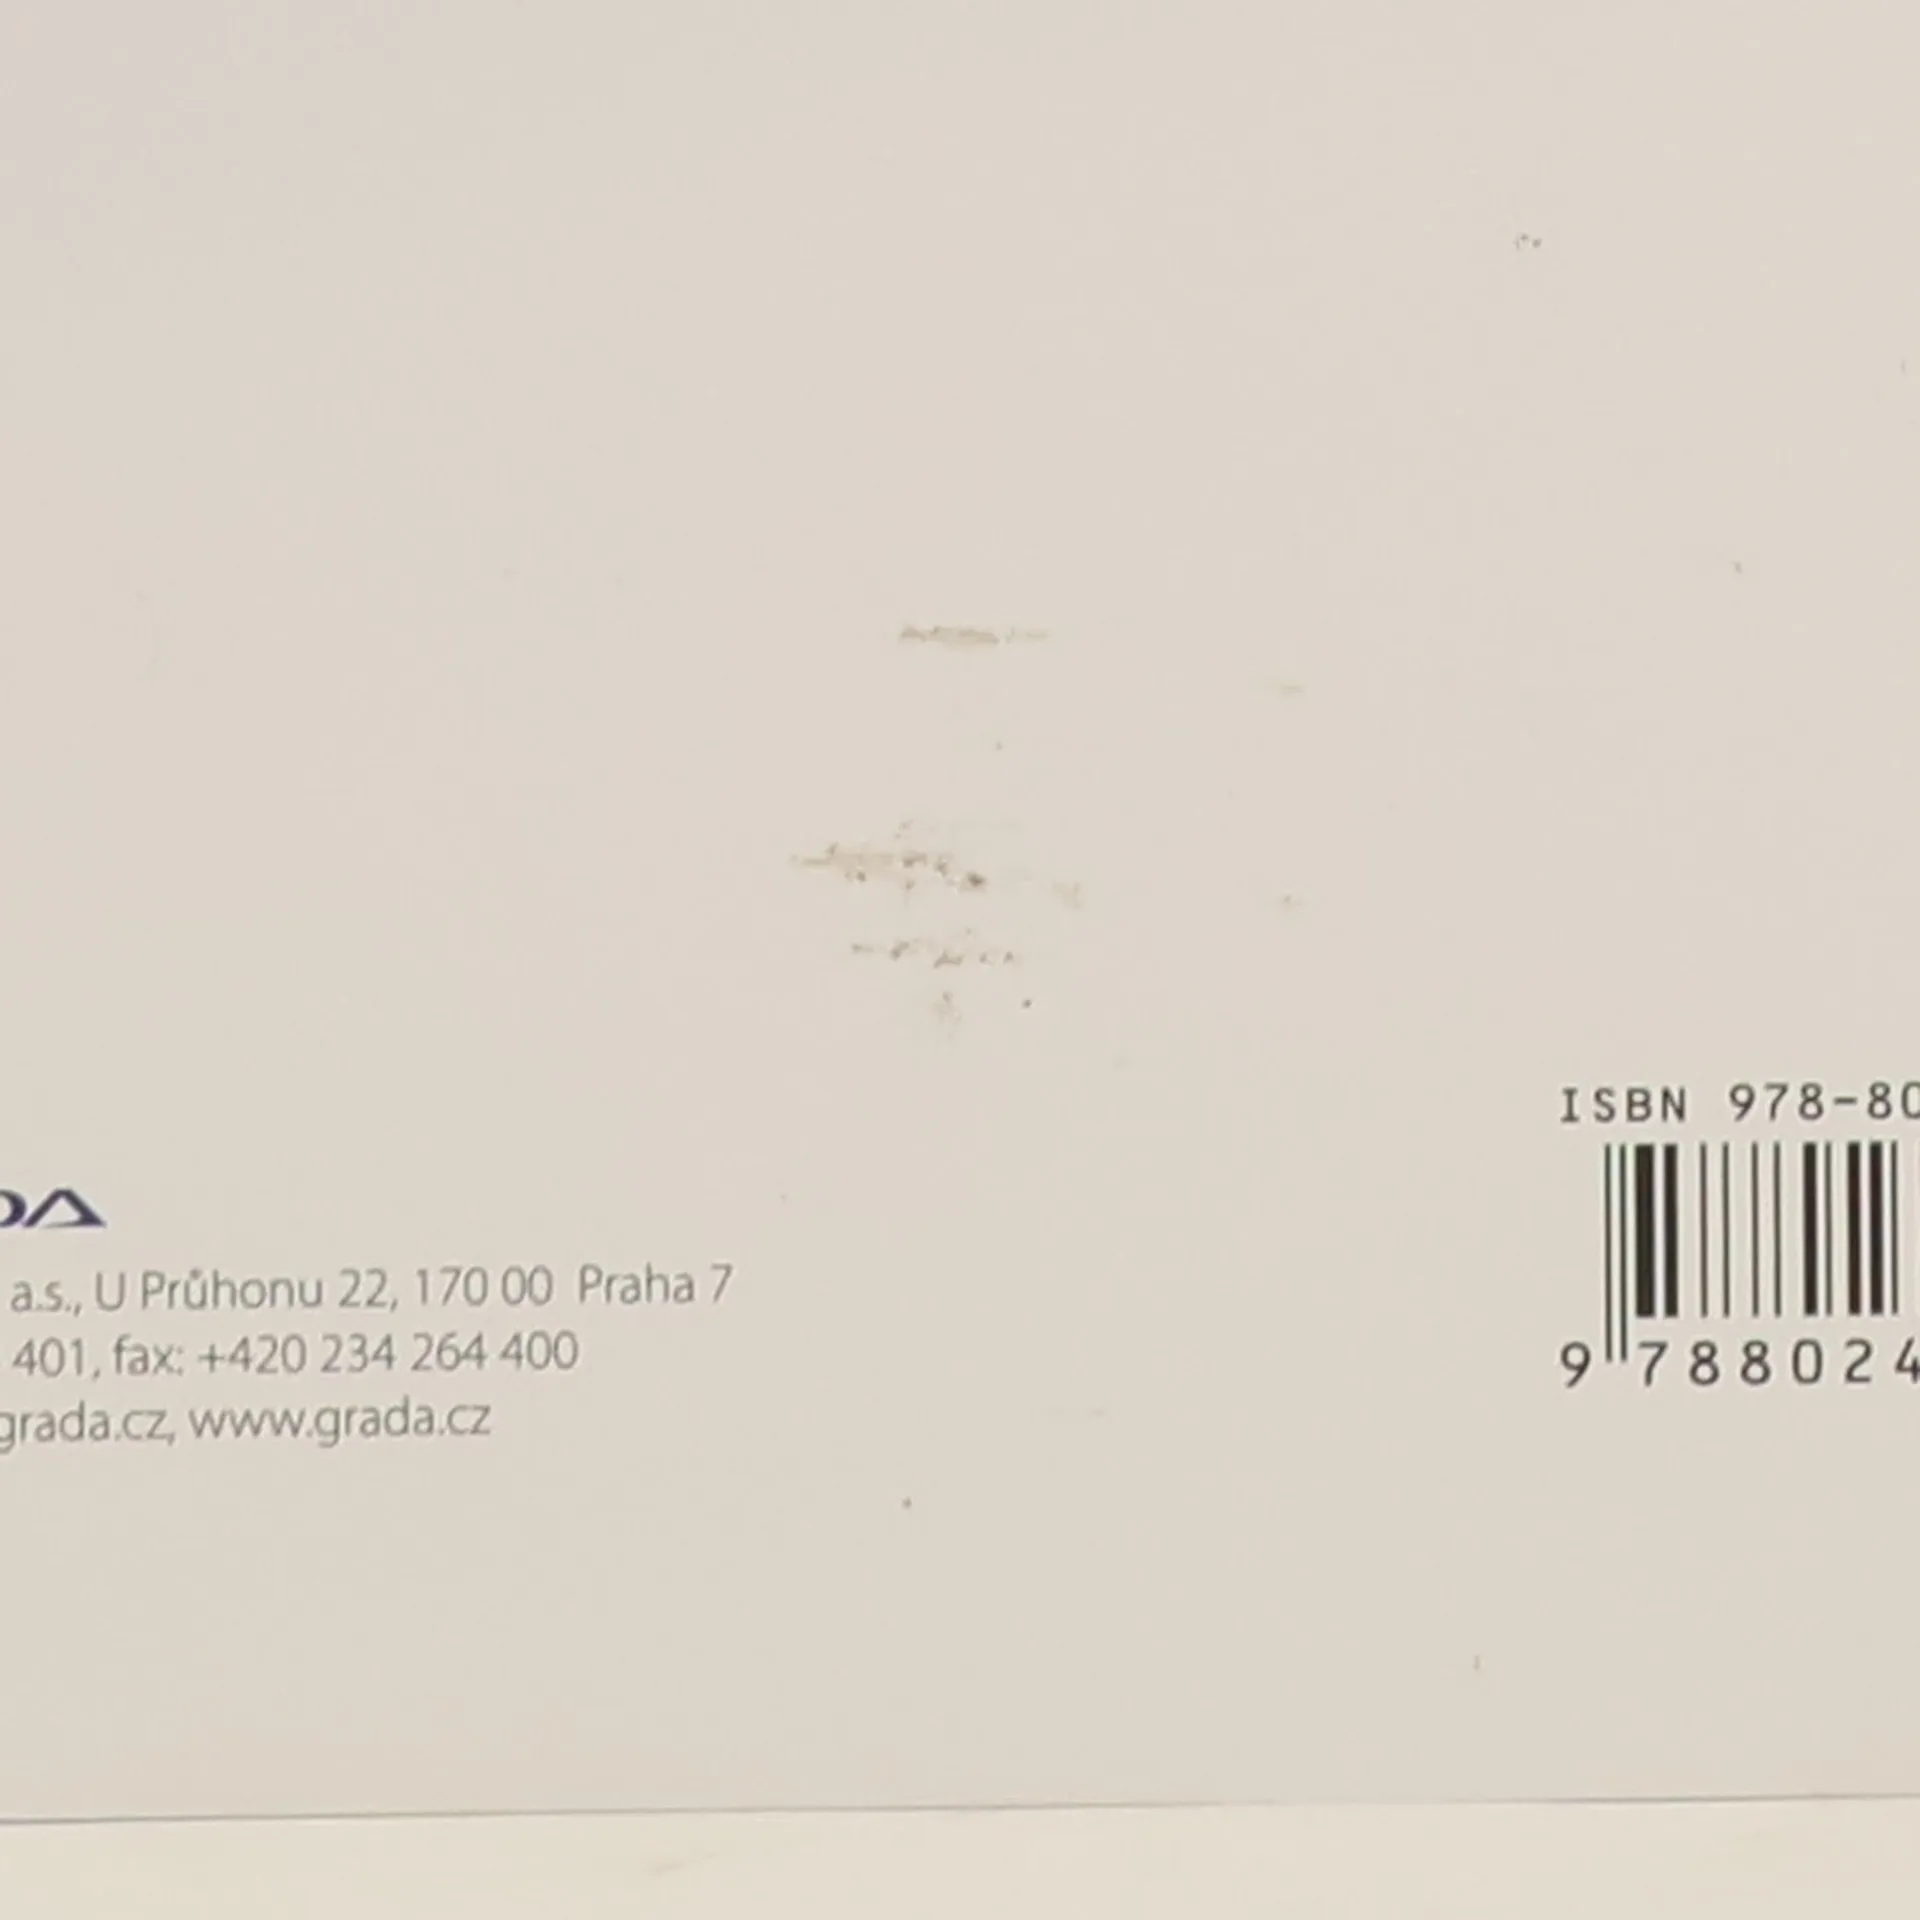 DA
a.s., U Průhonu 22, 170 00 Praha 7
401, fax: +420 234 264 400
grada.cz, www.grada.cz
ISBN 978-80
9 788024